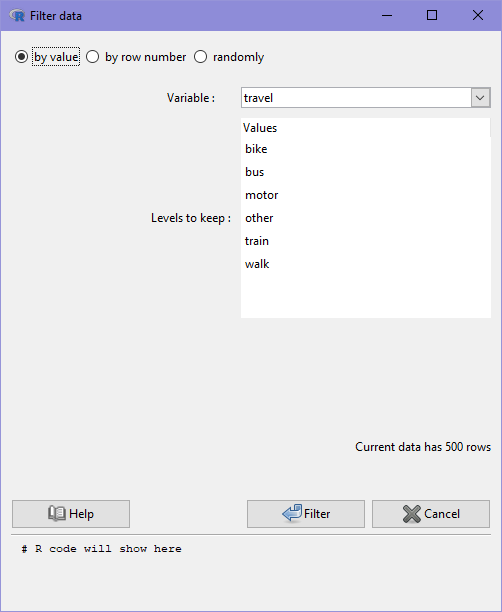 Filter data
by value by row number randomly
Variable : travel
Values
bike
bus
motor
Levels to keep : other
train
walk
Current data has 500 rows
Help Filter Cancel
# R code will show here